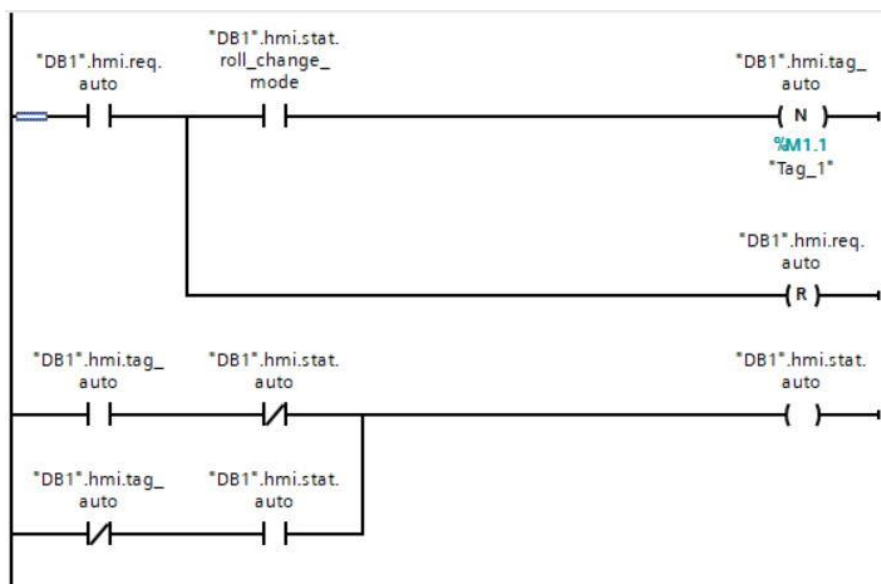 "DB1".hmi.req.
auto
"DB1".hmi.stat.
roll_change_
mode
"DB1".hmi.tag_
auto
N
%M1.1
"Tag_1"
"DB1".hmi.req.
auto
R
"DB1".hmi.tag_
auto
"DB1".hmi.stat.
auto
"DB1".hmi.stat.
auto
"DB1".hmi.tag_
auto
"DB1".hmi.stat.
auto